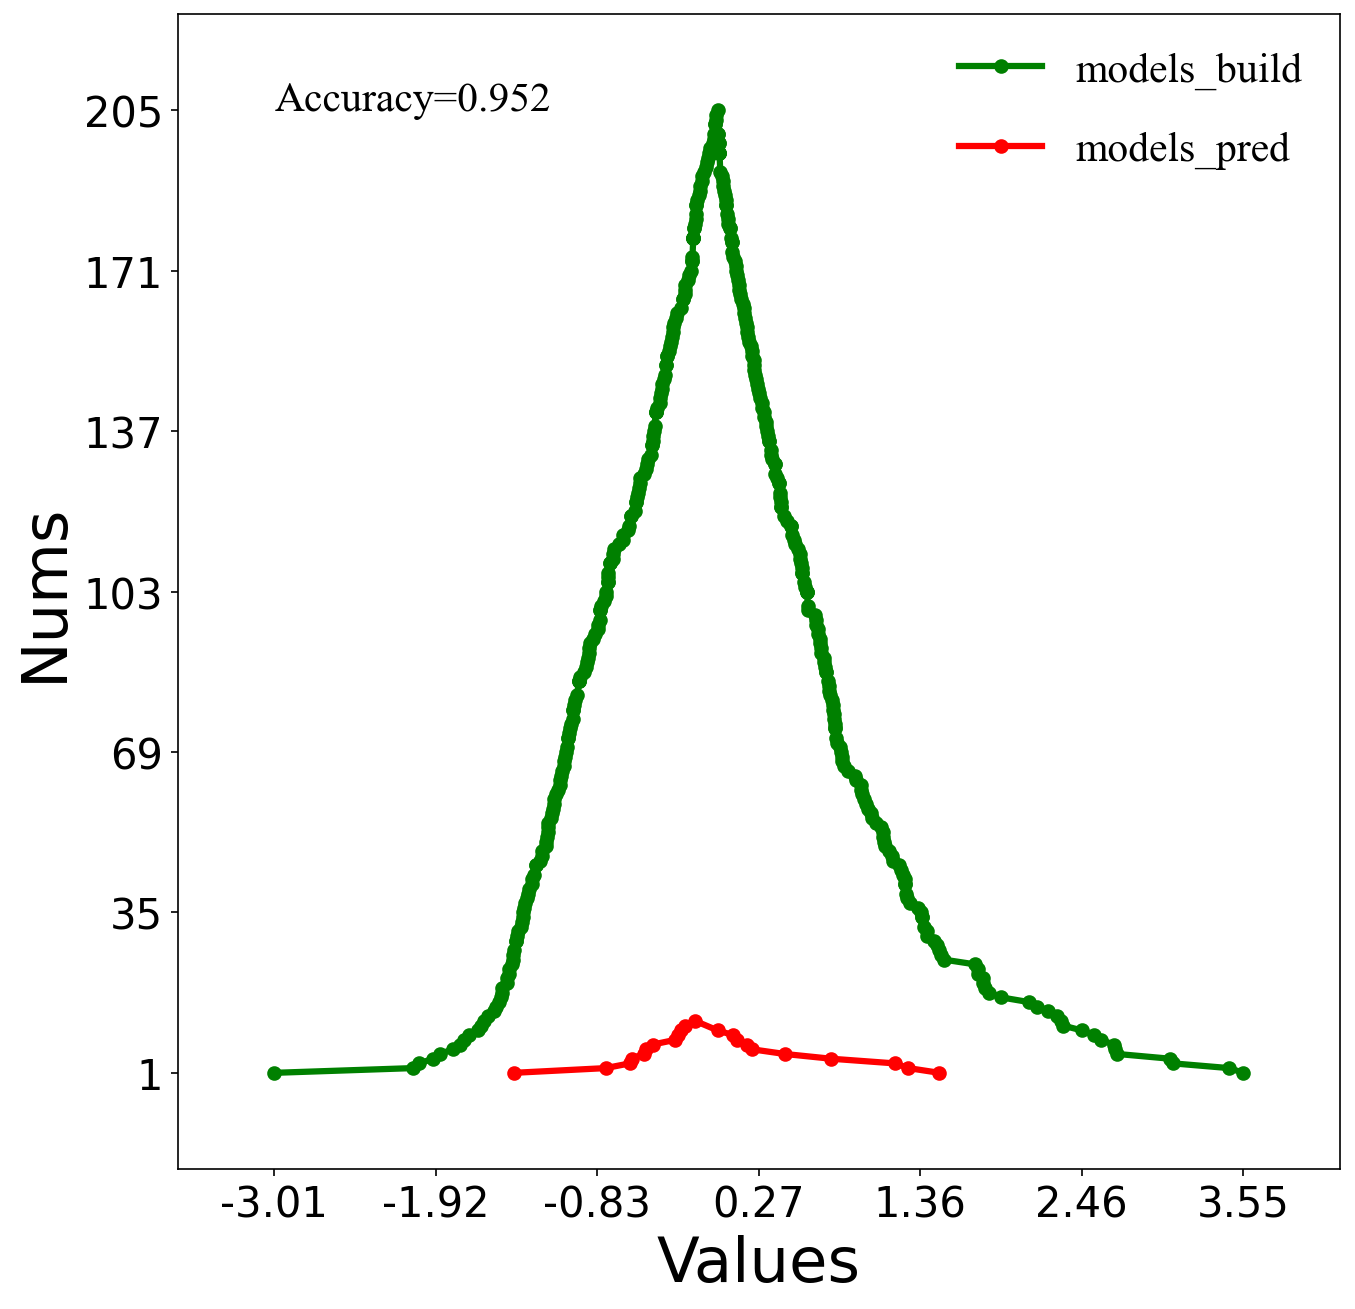 Accuracy=0.952
models_build
models_pred
Nums
205
171
137
103
69
35
1
-3.01 -1.92 -0.83 0.27 1.36 2.46 3.55
Values